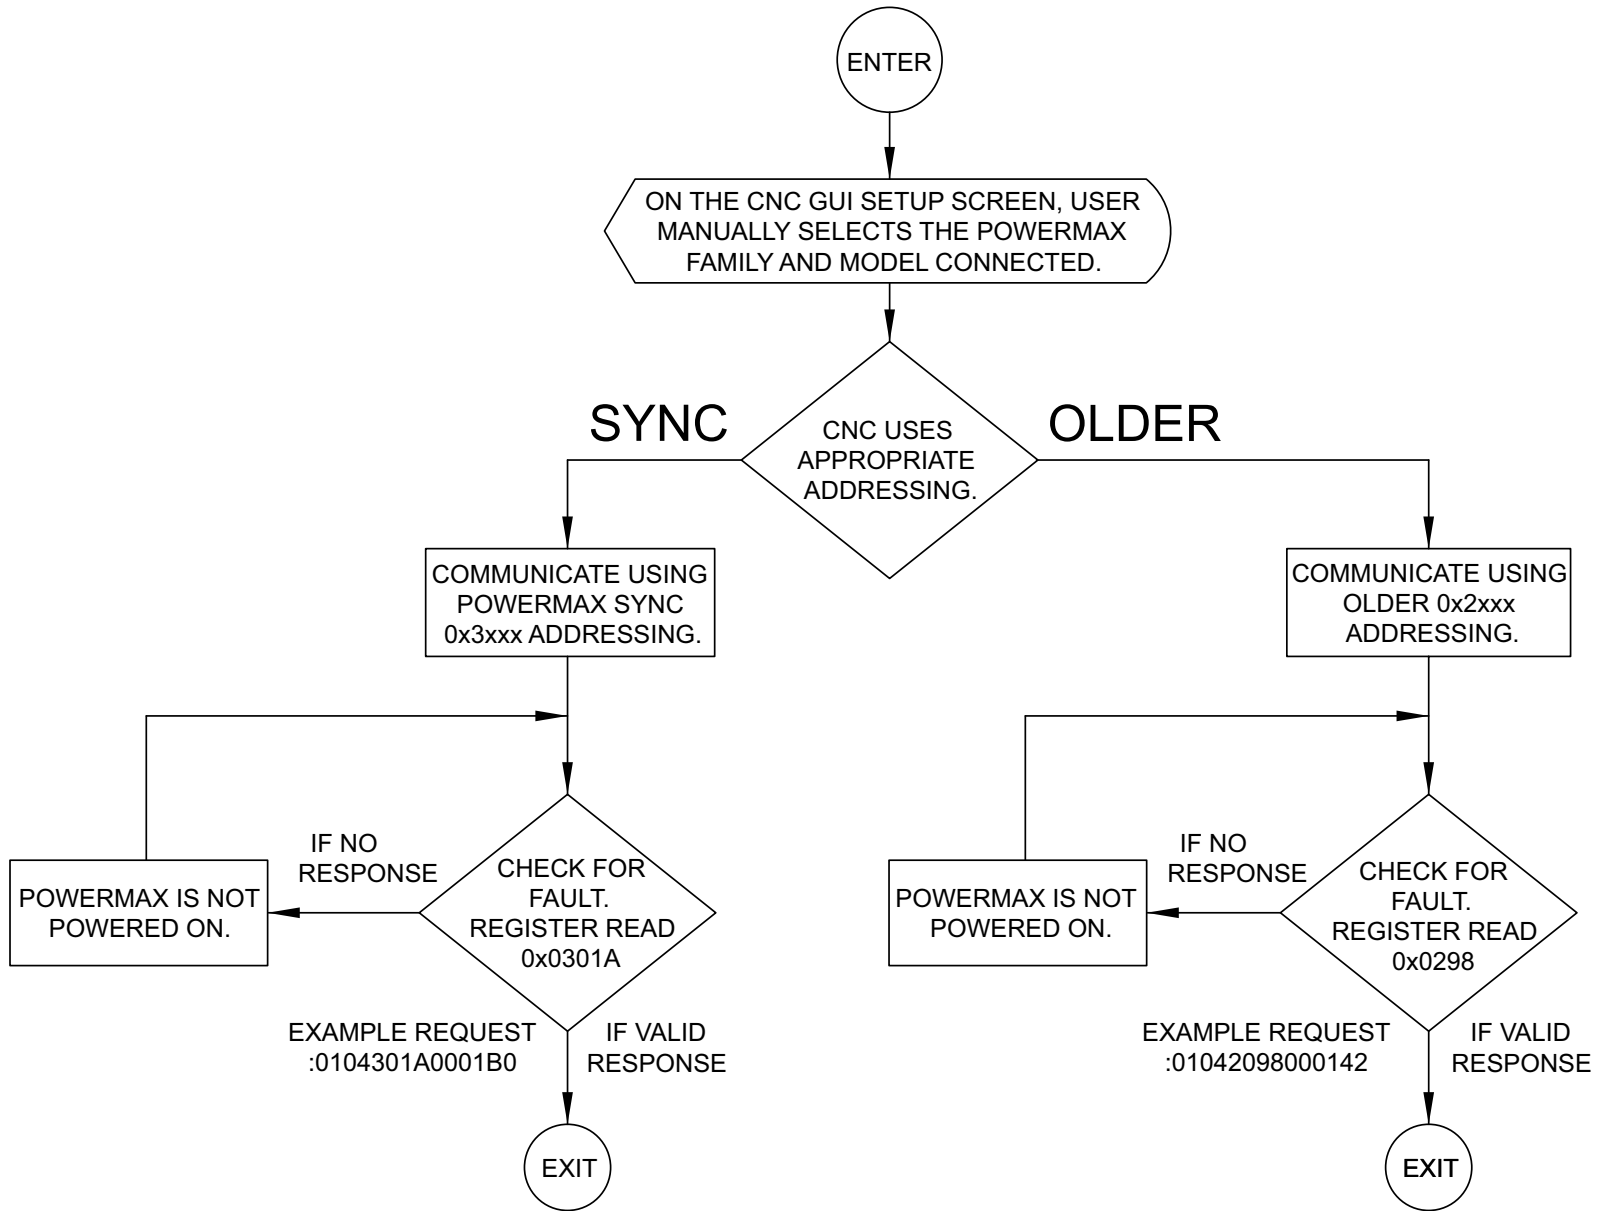 ENTER
ON THE CNC GUI SETUP SCREEN, USER
MANUALLY SELECTS THE POWERMAX
FAMILY AND MODEL CONNECTED.
SYNC
CNC USES
APPROPRIATE
ADDRESSING.
OLDER
COMMUNICATE USING
POWERMAX SYNC
0x3xxx ADDRESSING.
IF NO
RESPONSE
POWERMAX IS NOT
POWERED ON.
CHECK FOR
FAULT.
REGISTER READ
0x0301A
EXAMPLE REQUEST
:0104301A0001B0
IF VALID
RESPONSE
EXIT
COMMUNICATE USING
OLDER 0x2xxx
ADDRESSING.
IF NO
RESPONSE
POWERMAX IS NOT
POWERED ON.
CHECK FOR
FAULT.
REGISTER READ
0x0298
EXAMPLE REQUEST
:01042098000142
IF VALID
RESPONSE
EXIT